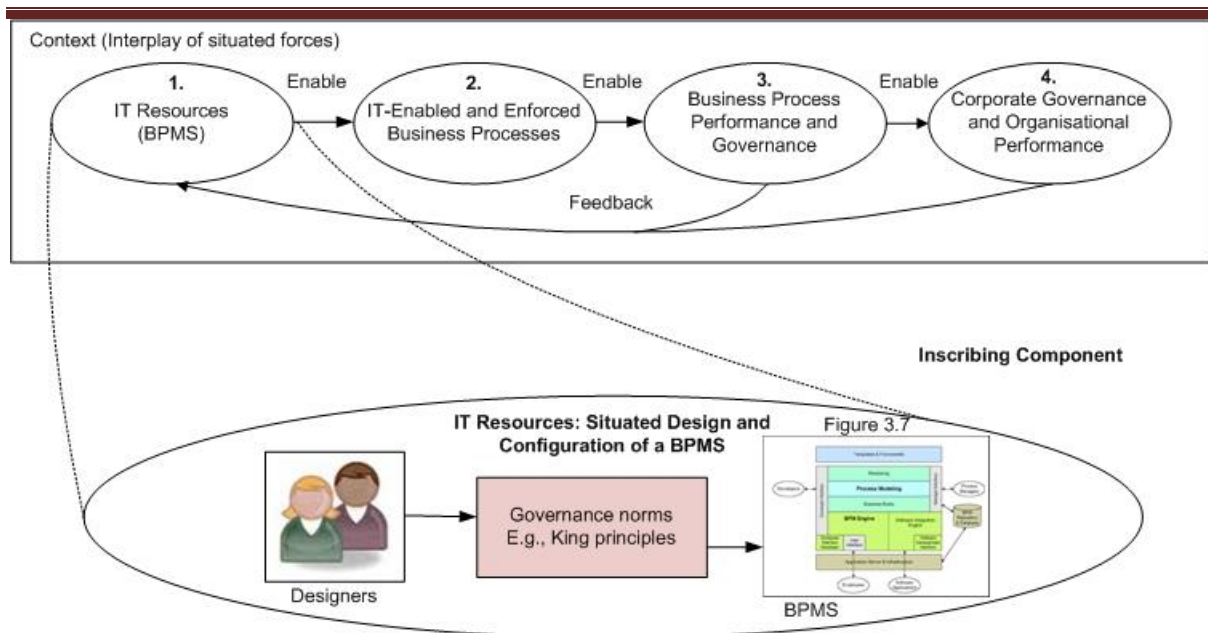 Context (Interplay of situated forces)
1.
IT Resources
(BPMS)
Enable
2.
IT-Enabled and Enforced
Business Processes
Enable
3.
Business Process
Performance and
Governance
Enable
4.
Corporate Governance
and Organisational
Performance
Feedback
Inscribing Component
IT Resources: Situated Design and
Configuration of a BPMS
Designers
Governance norms
E.g., King principles
Figure 3.7
Process Modeling
BPM Engine
BPMS